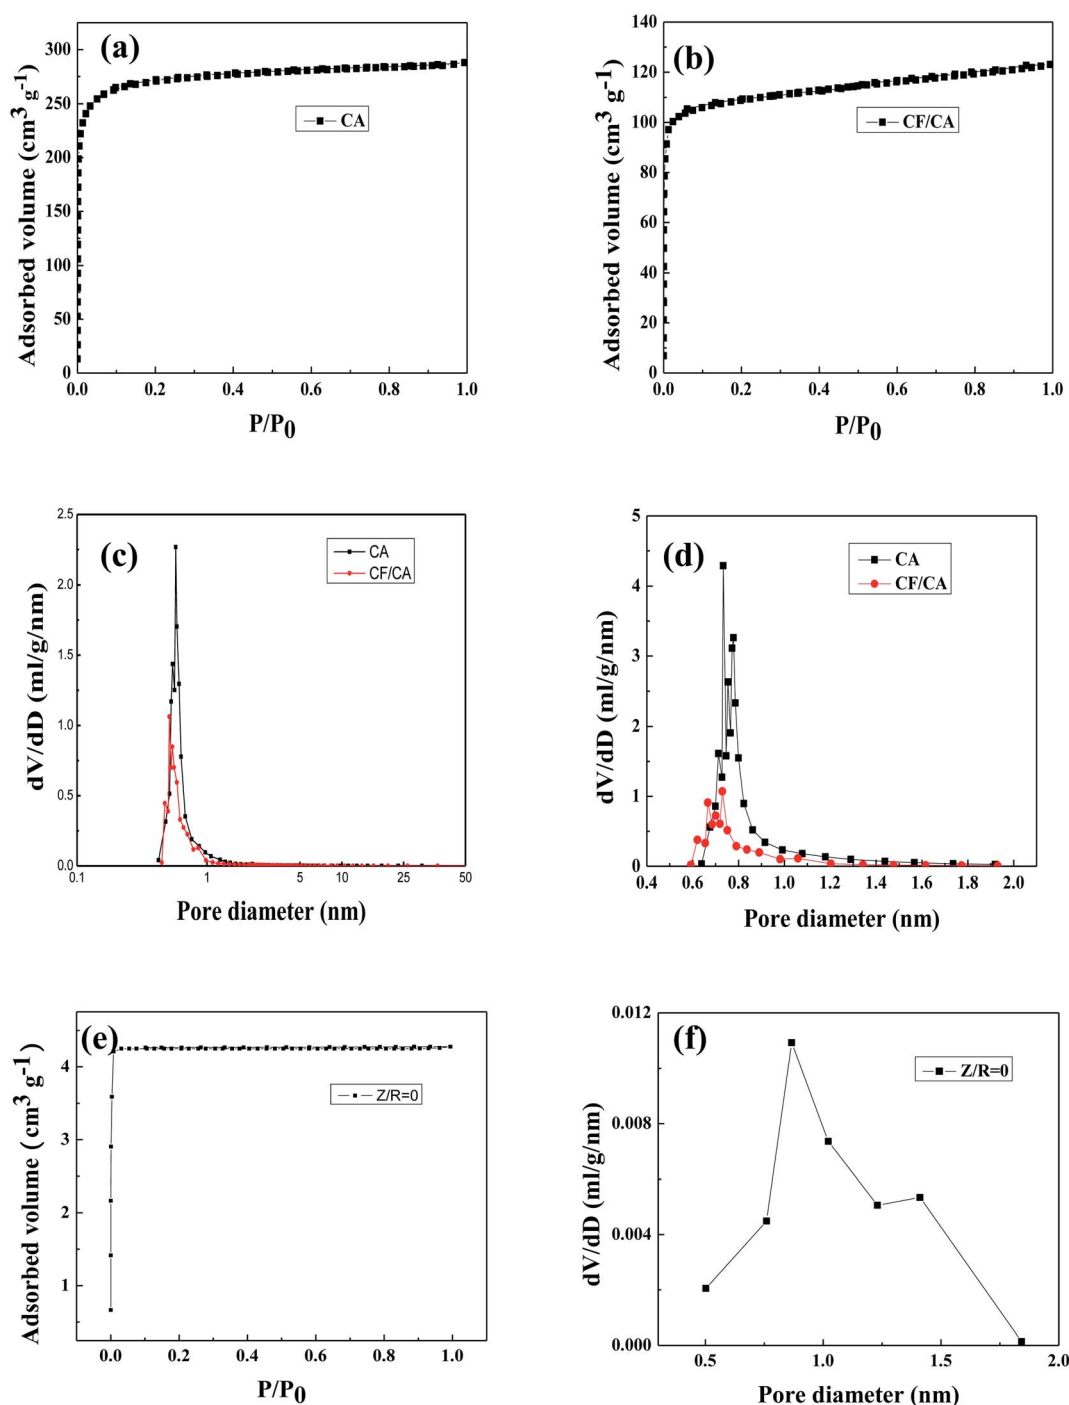 (a)
300
250
200
150
100
50
0
Adsorbed volume (cm³ g⁻¹)
CA
0.0 0.2 0.4 0.6 0.8 1.0
P/P₀
(b)
140
120
100
80
60
40
20
0
Adsorbed volume (cm³ g⁻¹)
CF/CA
0.0 0.2 0.4 0.6 0.8 1.0
P/P₀
(c)
2.5
2.0
1.5
1.0
0.5
0.0
dV/dD (ml/g/nm)
CA
CF/CA
0.1 1 5 10 25 50
Pore diameter (nm)
(d)
5
4
3
2
1
0
dV/dD (ml/g/nm)
CA
CF/CA
0.4 0.6 0.8 1.0 1.2 1.4 1.6 1.8 2.0
Pore diameter (nm)
(e)
4
3
2
1
Adsorbed volume ( cm³ g⁻¹)
Z/R=0
0.0 0.2 0.4 0.6 0.8 1.0
P/P₀
(f)
0.012
0.008
0.004
0.000
dV/dD (ml/g/nm)
Z/R=0
0.5 1.0 1.5 2.0
Pore diameter (nm)